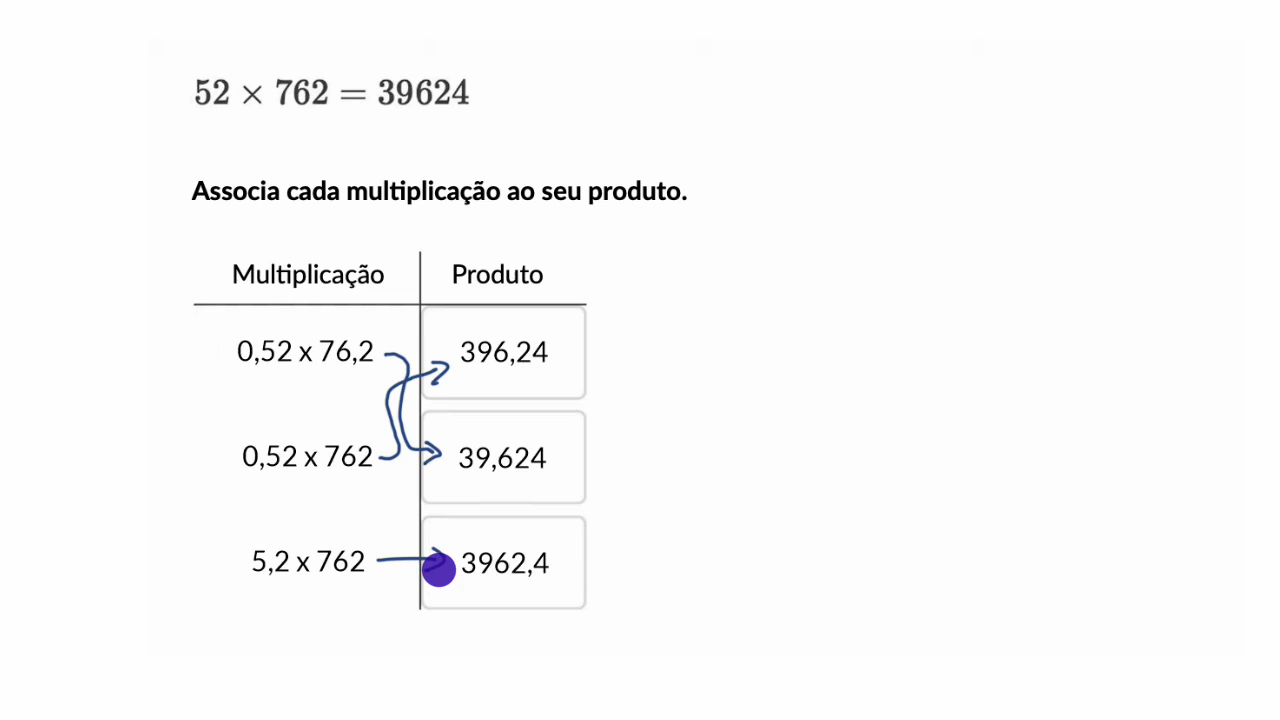 52 × 762 = 39624
Associa cada multiplicação ao seu produto.
Multiplicação Produto
0,52 x 76,2 396,24
0,52 x 762 39,624
5,2 x 762 3962,4